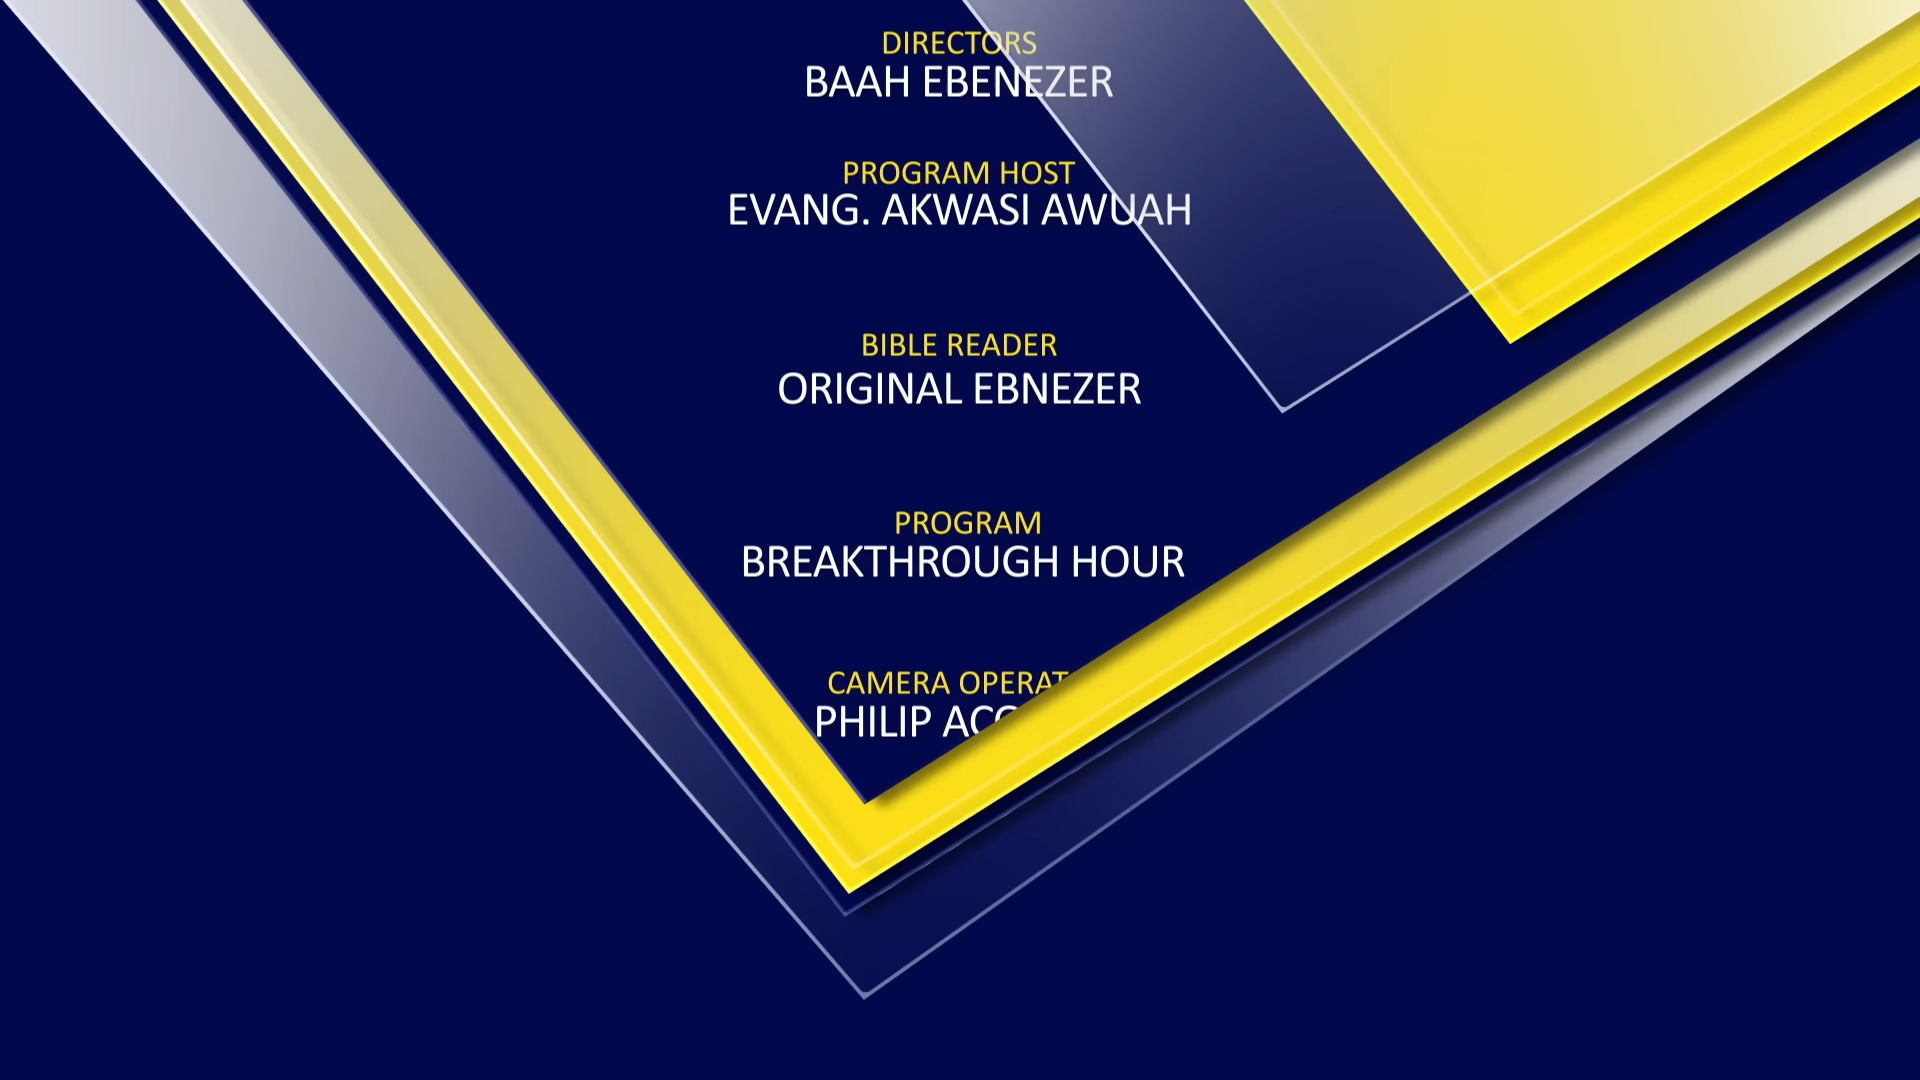 DIRECTORS
BAAH EBENEZER
PROGRAM HOST
EVANG. AKWASI AWUAH
BIBLE READER
ORIGINAL EBNEZER
PROGRAM
BREAKTHROUGH HOUR
CAMERA
PHILIP